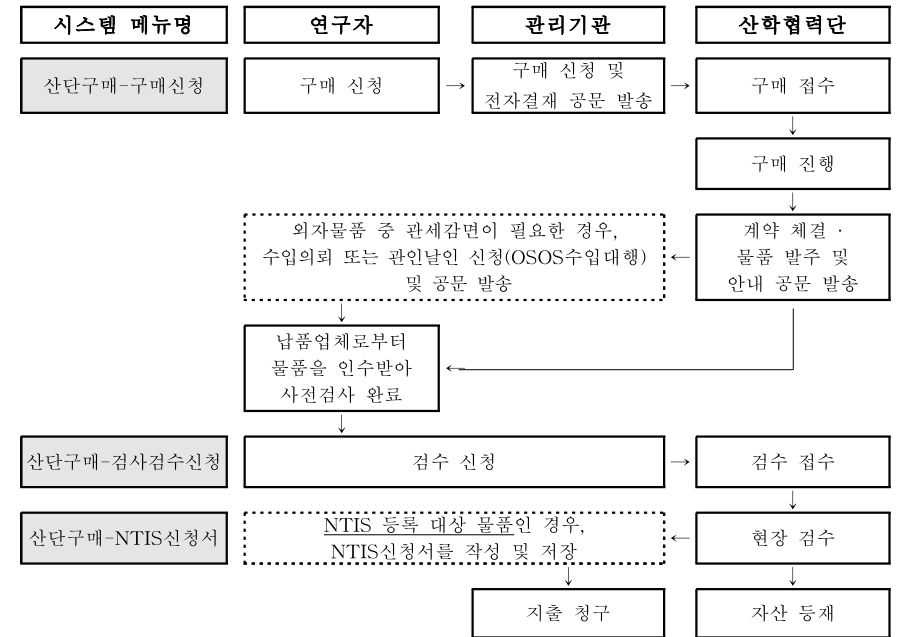 시스템 메뉴명
연구자
관리기관
산학협력단
산단구매-구매신청
구매 신청
→
구매 신청 및
전자결재 공문 발송
→
구매 접수
↓
구매 진행
↓
외자물품 중 관세감면이 필요한 경우,
수입의뢰 또는 관인날인 신청(OSOS수입대행)
및 공문 발송
←
계약 체결 ·
물품 발주 및
안내 공문 발송
↓
납품업체로부터
물품을 인수받아
사전검사 완료
←
↓
산단구매-검사검수신청
검수 신청
→
검수 접수
↓
산단구매-NTIS신청서
NTIS 등록 대상 물품인 경우,
NTIS신청서를 작성 및 저장
←
현장 검수
↓
↓
지출 청구
자산 등재